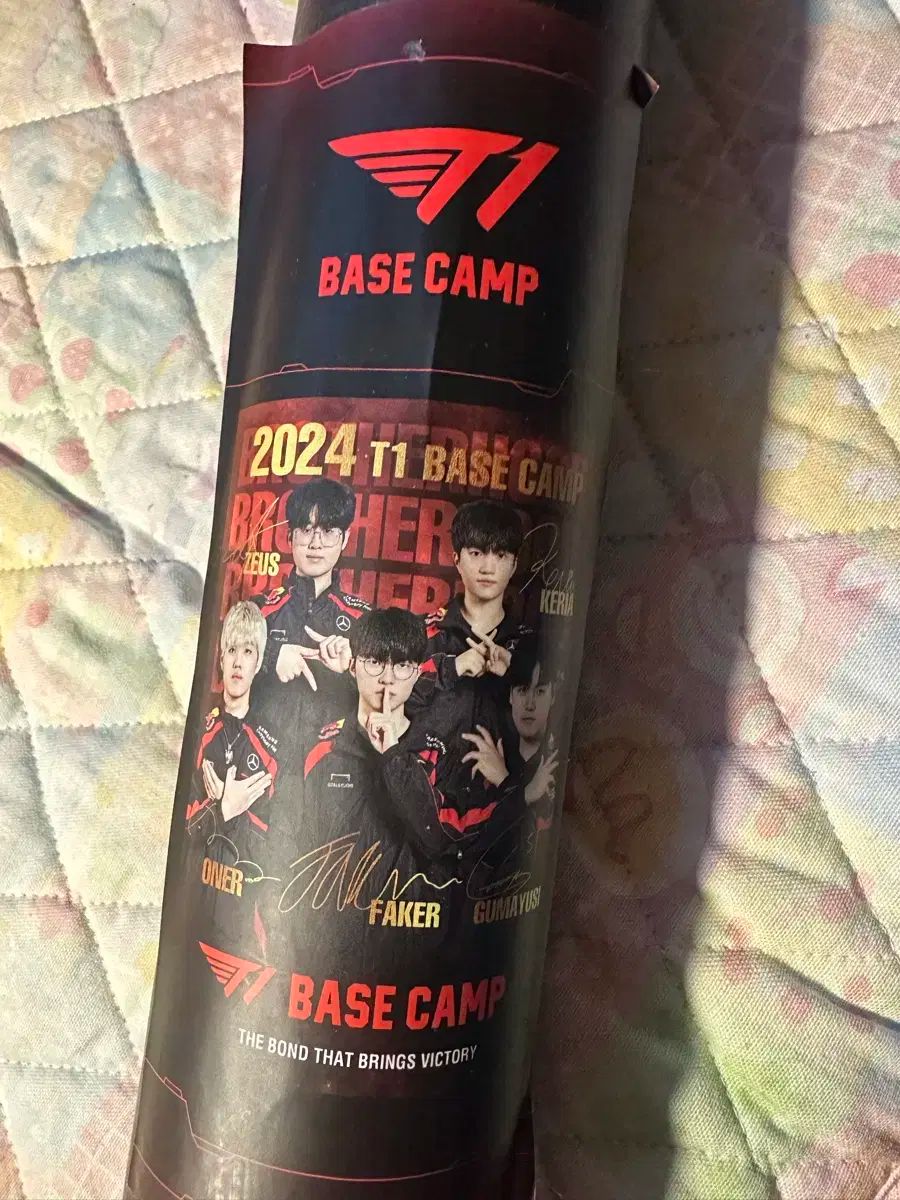 T1
BASE CAMP
2024 T1 BASE CAMP
ZEUS
KERIA
ONER
FAKER
GUMAYUSI
T1 BASE CAMP
THE BOND THAT BRINGS VICTORY